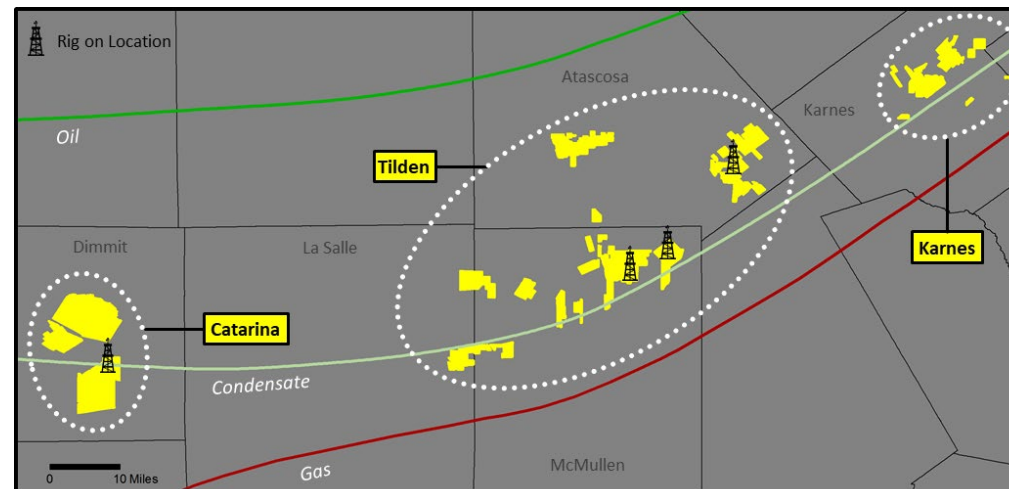 Rig on Location
Atascosa
Karnes
Oil
Tilden
Dimmit
La Salle
Karnes
Catarina
Condensate
Gas
McMullen
0 10 Miles